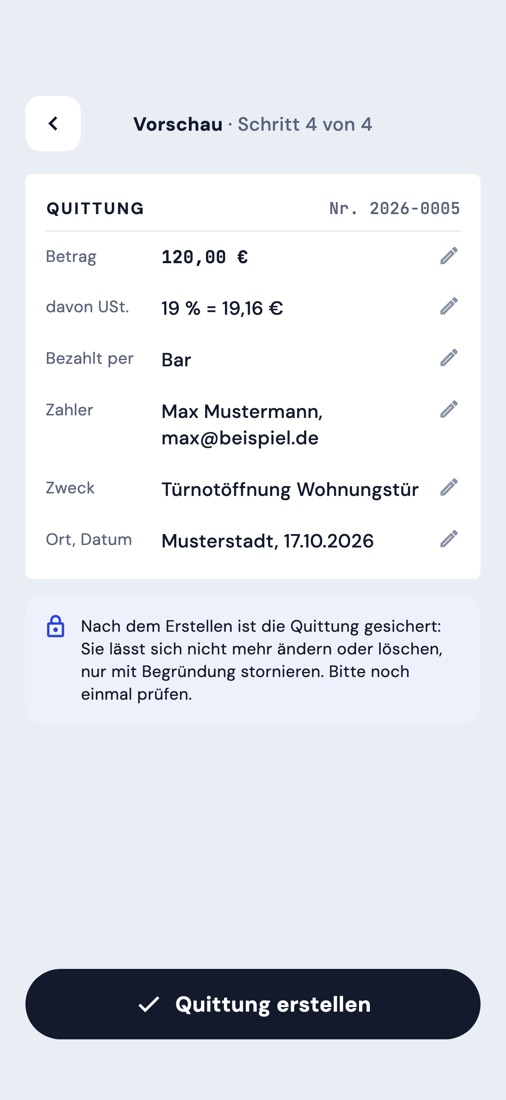 Vorschau · Schritt 4 von 4
QUITTUNG Nr. 2026-0005
Betrag 120,00 €
davon USt. 19 % = 19,16 €
Bezahlt per Bar
Zahler Max Mustermann,
max@beispiel.de
Zweck Türnotöffnung Wohnungstür
Ort, Datum Musterstadt, 17.10.2026
Nach dem Erstellen ist die Quittung gesichert:
Sie lässt sich nicht mehr ändern oder löschen,
nur mit Begründung stornieren. Bitte noch
einmal prüfen.
Quittung erstellen